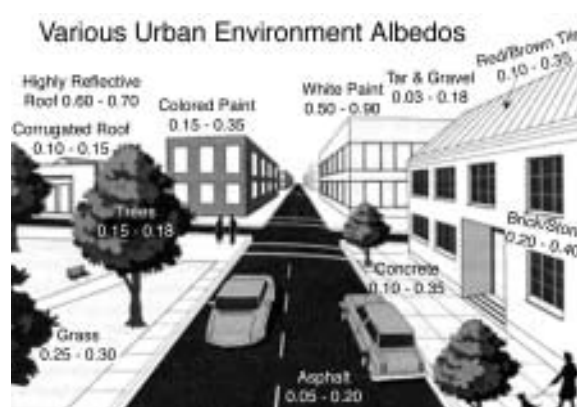 Various Urban Environment Albedos
Highly Reflective
Roof 0.60 - 0.70
Corrugated Roof
0.10 - 0.15
Colored Paint
0.15 - 0.35
White Paint
0.50 - 0.90
Tar & Gravel
0.03 - 0.18
Red/Brown Tile
0.10 - 0.35
Trees
0.15 - 0.18
Brick/Stone
0.20 - 0.40
Concrete
0.10 - 0.35
Grass
0.25 - 0.30
Asphalt
0.05 - 0.20